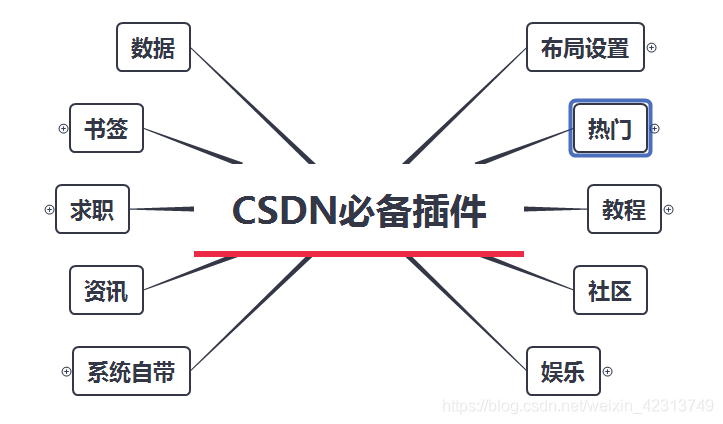 数据
布局设置
书签
热门
求职
CSDN必备插件
教程
资讯
社区
系统自带
娱乐
https://blog.csdn.net/weixin_42313749